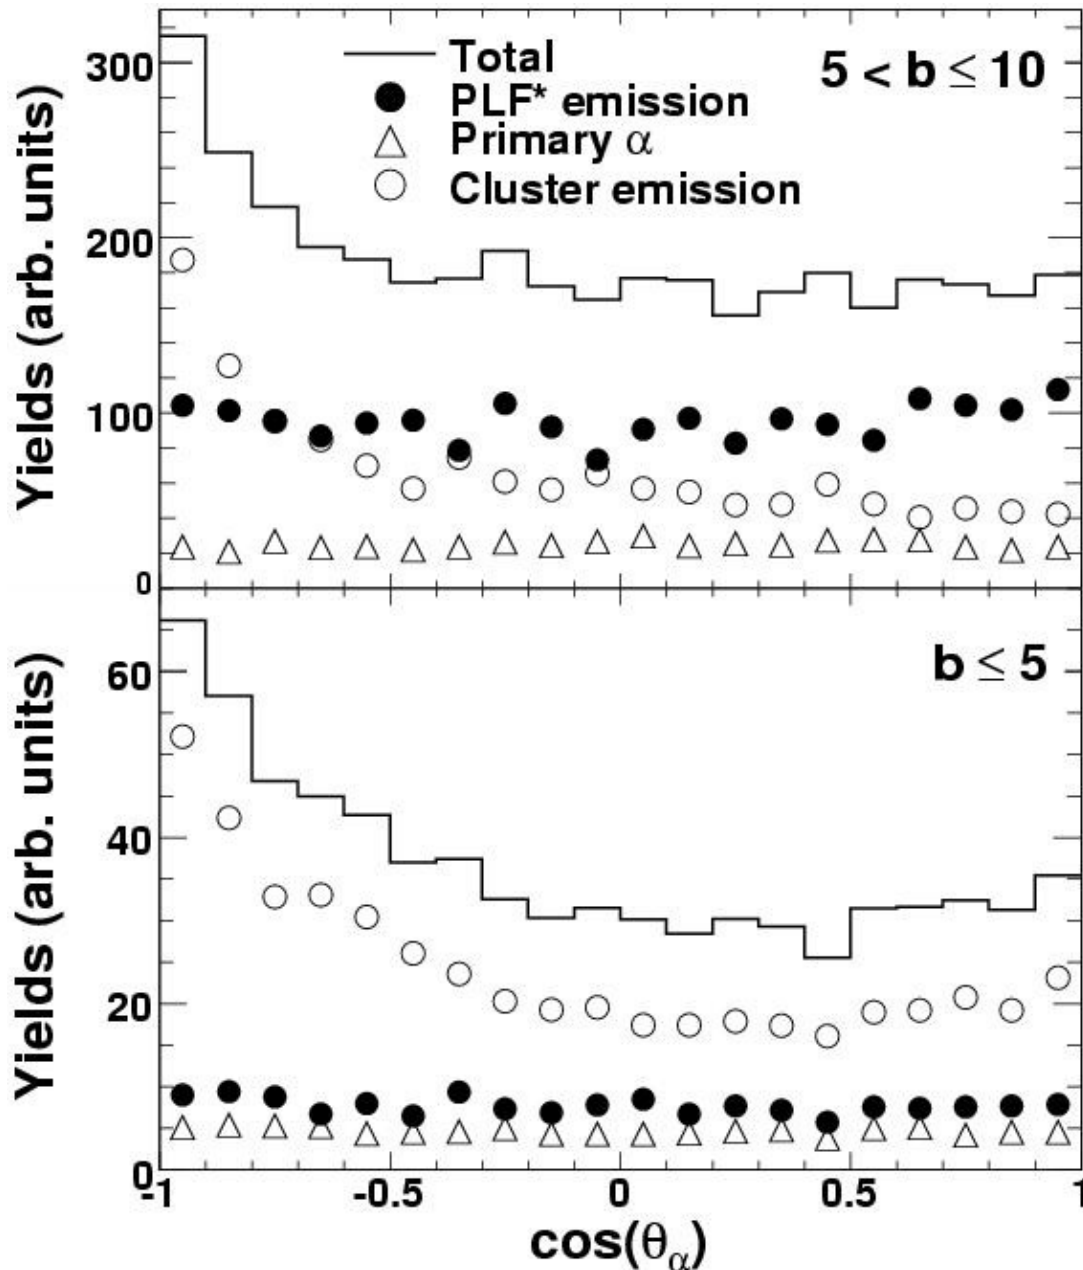 5 < b ≤ 10
Total
PLF* emission
Primary α
Cluster emission
Yields (arb. units)
300
200
100
0
b ≤ 5
Yields (arb. units)
60
40
20
0
-1 -0.5 0 0.5 1
cos(θα)